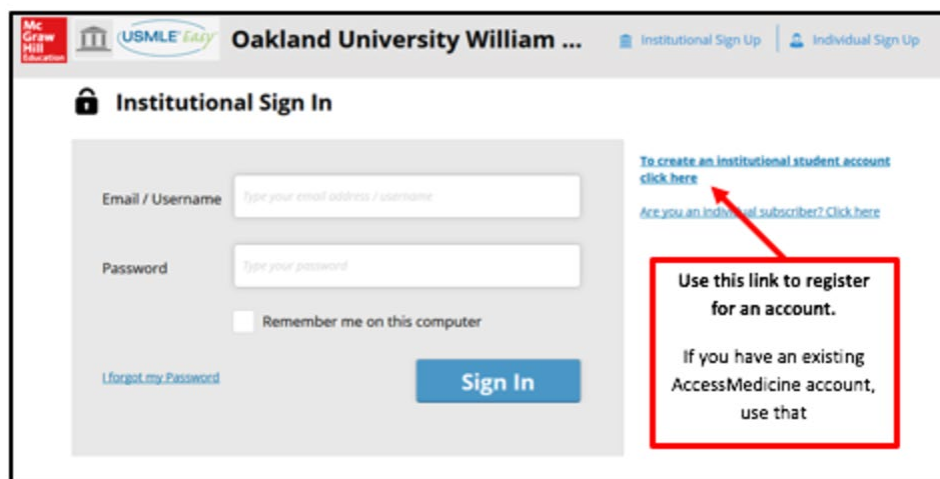 Mc
Graw
Hill
Education
USMLE Easy
Oakland University William ...
Institutional Sign Up
Individual Sign Up
Institutional Sign In
To create an institutional student account
click here
Are you an individual subscriber? Click here
Email / Username
Type your email address / username
Password
Type your password
Remember me on this computer
I forgot my Password
Sign In
Use this link to register
for an account.
If you have an existing
AccessMedicine account,
use that